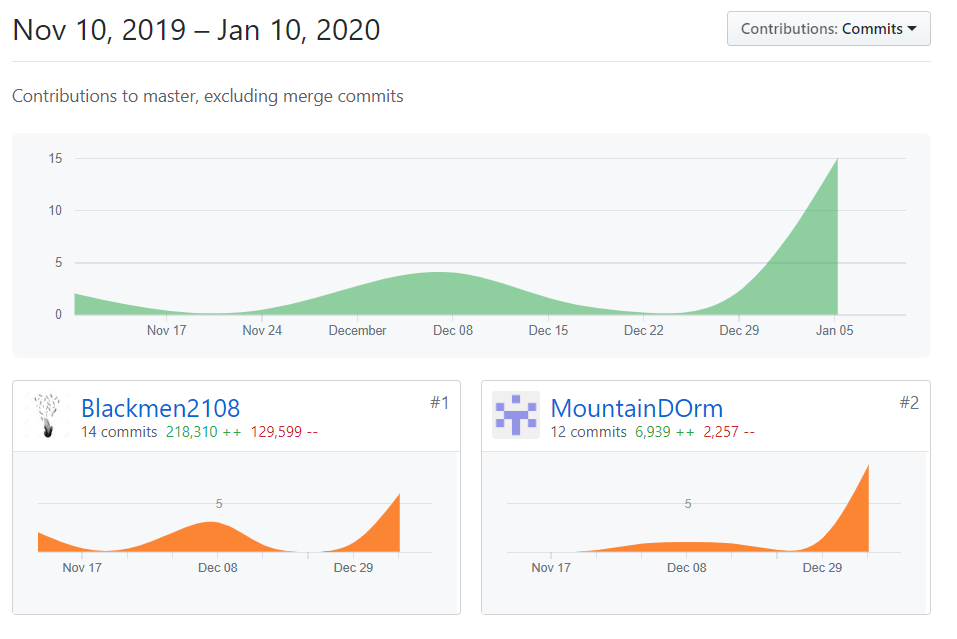 Nov 10, 2019 – Jan 10, 2020
Contributions: Commits
Contributions to master, excluding merge commits
15
10
5
0
Nov 17 Nov 24 December Dec 08 Dec 15 Dec 22 Dec 29 Jan 05
Blackmen2108 #1
14 commits 218,310 ++ 129,599 --
5
Nov 17 Dec 08 Dec 29
MountainDOrm #2
12 commits 6,939 ++ 2,257 --
5
Nov 17 Dec 08 Dec 29